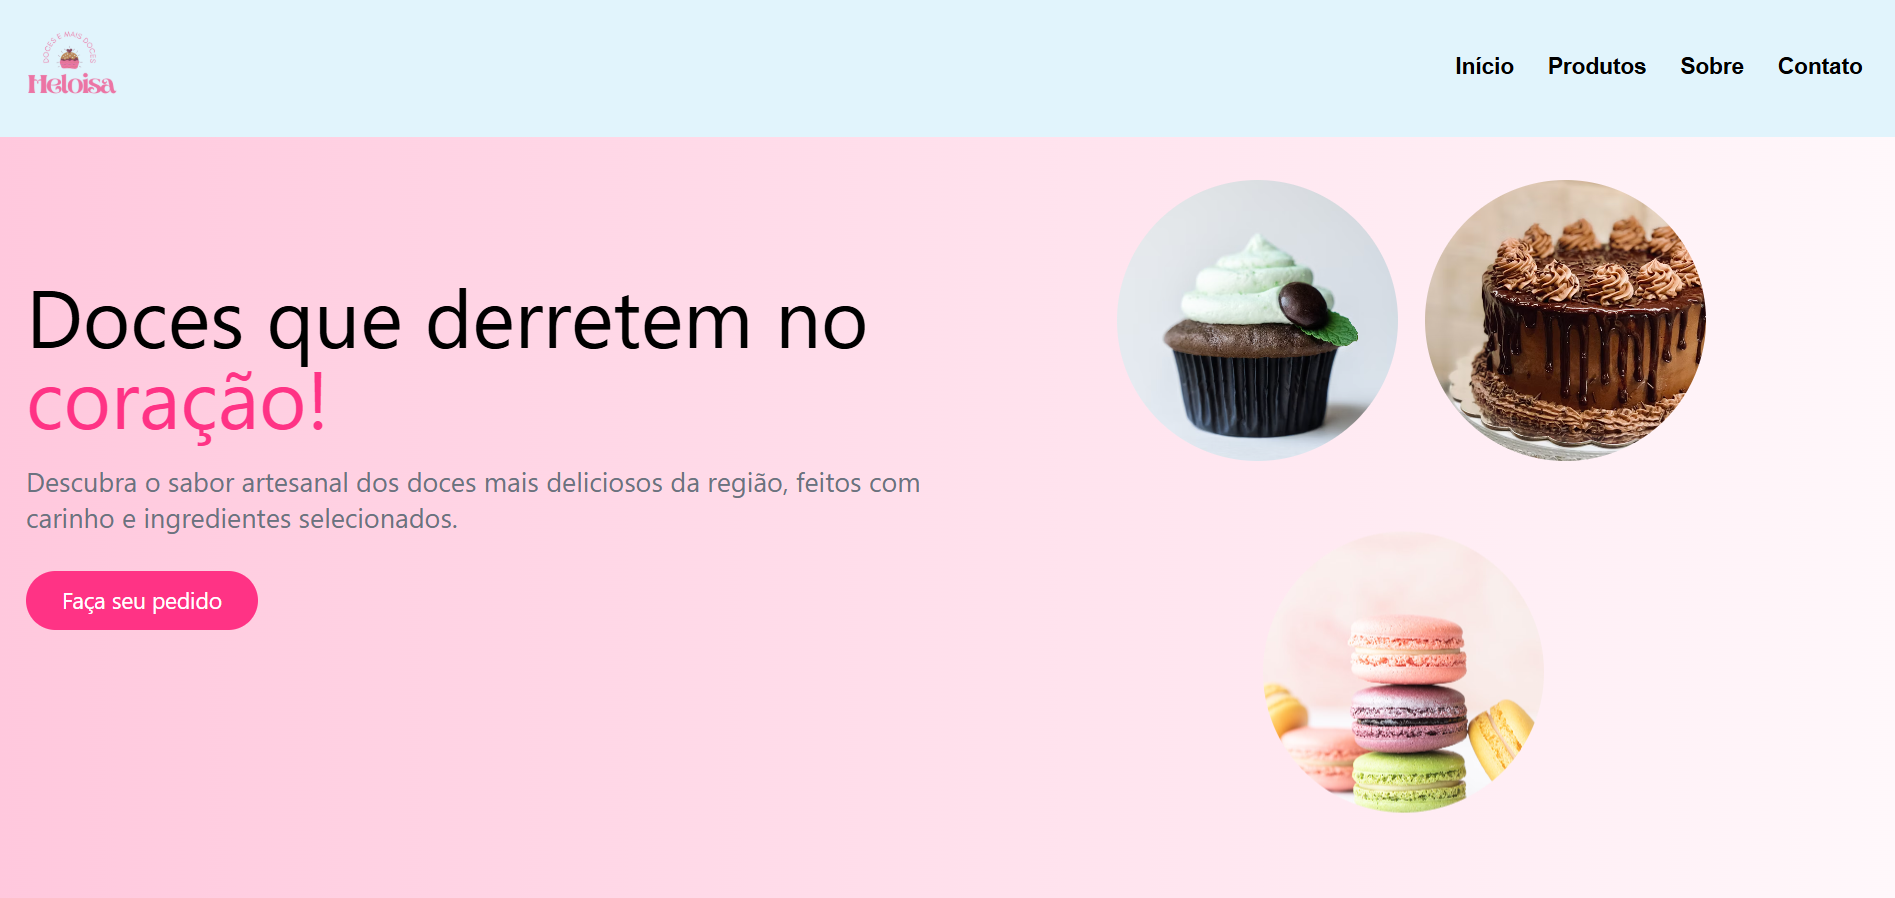 DOCES E MAIS DOCES
Heloisa
Início Produtos Sobre Contato
Doces que derretem no
coração!
Descubra o sabor artesanal dos doces mais deliciosos da região, feitos com
carinho e ingredientes selecionados.
Faça seu pedido